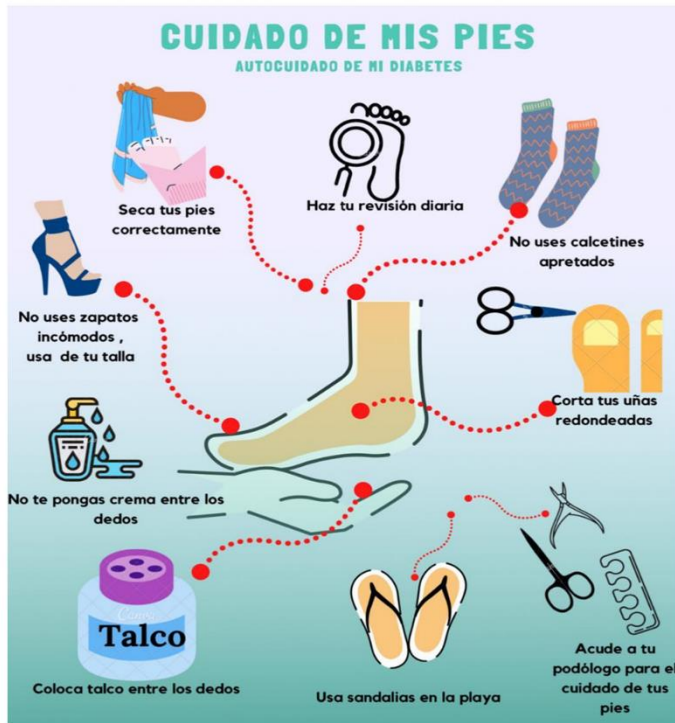 CUIDADO DE MIS PIES
AUTOCUIDADO DE MI DIABETES
Seca tus pies
correctamente
Haz tu revisión diaria
No uses calcetines
apretados
No uses zapatos
incómodos ,
usa de tu talla
Corta tus uñas
redondeadas
No te pongas crema entre los
dedos
Talco
Coloca talco entre los dedos
Usa sandalias en la playa
Acude a tu
podólogo para el
cuidado de tus
pies